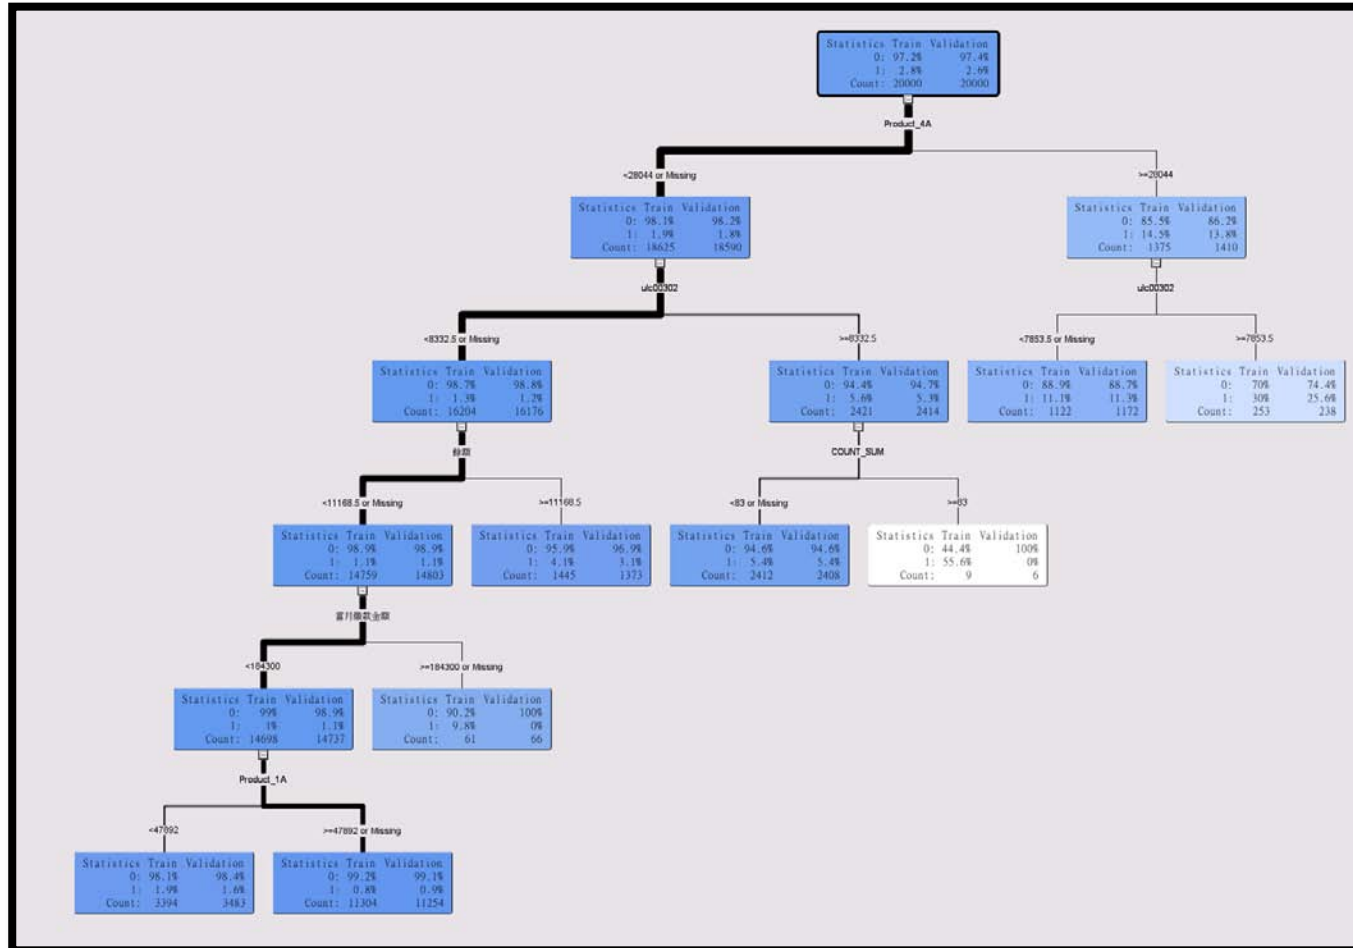 Statistics Train Validation
0: 97.2% 97.4%
1: 2.8% 2.6%
Count: 20000 20000
Product_4A
<28044 or Missing
>=28044
Statistics Train Validation
0: 98.1% 98.2%
1: 1.9% 1.8%
Count: 18625 18590
Statistics Train Validation
0: 85.5% 86.2%
1: 14.5% 13.8%
Count: 1375 1410
ulc00302
ulc00302
<8332.5 or Missing
>=8332.5
<7853.5 or Missing
>=7853.5
Statistics Train Validation
0: 98.7% 98.8%
1: 1.3% 1.2%
Count: 16204 16176
Statistics Train Validation
0: 94.4% 94.7%
1: 5.6% 5.3%
Count: 2421 2414
Statistics Train Validation
0: 88.9% 88.7%
1: 11.1% 11.3%
Count: 1122 1172
Statistics Train Validation
0: 70% 74.4%
1: 30% 25.6%
Count: 253 238
餘額
COUNT_SUM
<11168.5 or Missing
>=11168.5
<83 or Missing
>=83
Statistics Train Validation
0: 98.9% 98.9%
1: 1.1% 1.1%
Count: 14759 14803
Statistics Train Validation
0: 95.9% 96.9%
1: 4.1% 3.1%
Count: 1445 1373
Statistics Train Validation
0: 94.6% 94.6%
1: 5.4% 5.4%
Count: 2412 2408
Statistics Train Validation
0: 44.4% 100%
1: 55.6% 0%
Count: 9 6
當月繳款金額
<184300
>=184300 or Missing
Statistics Train Validation
0: 99% 98.9%
1: 1% 1.1%
Count: 14698 14737
Statistics Train Validation
0: 90.2% 100%
1: 9.8% 0%
Count: 61 66
Product_1A
<47892
>=47892 or Missing
Statistics Train Validation
0: 98.1% 98.4%
1: 1.9% 1.6%
Count: 3394 3483
Statistics Train Validation
0: 99.2% 99.1%
1: 0.8% 0.9%
Count: 11304 11254